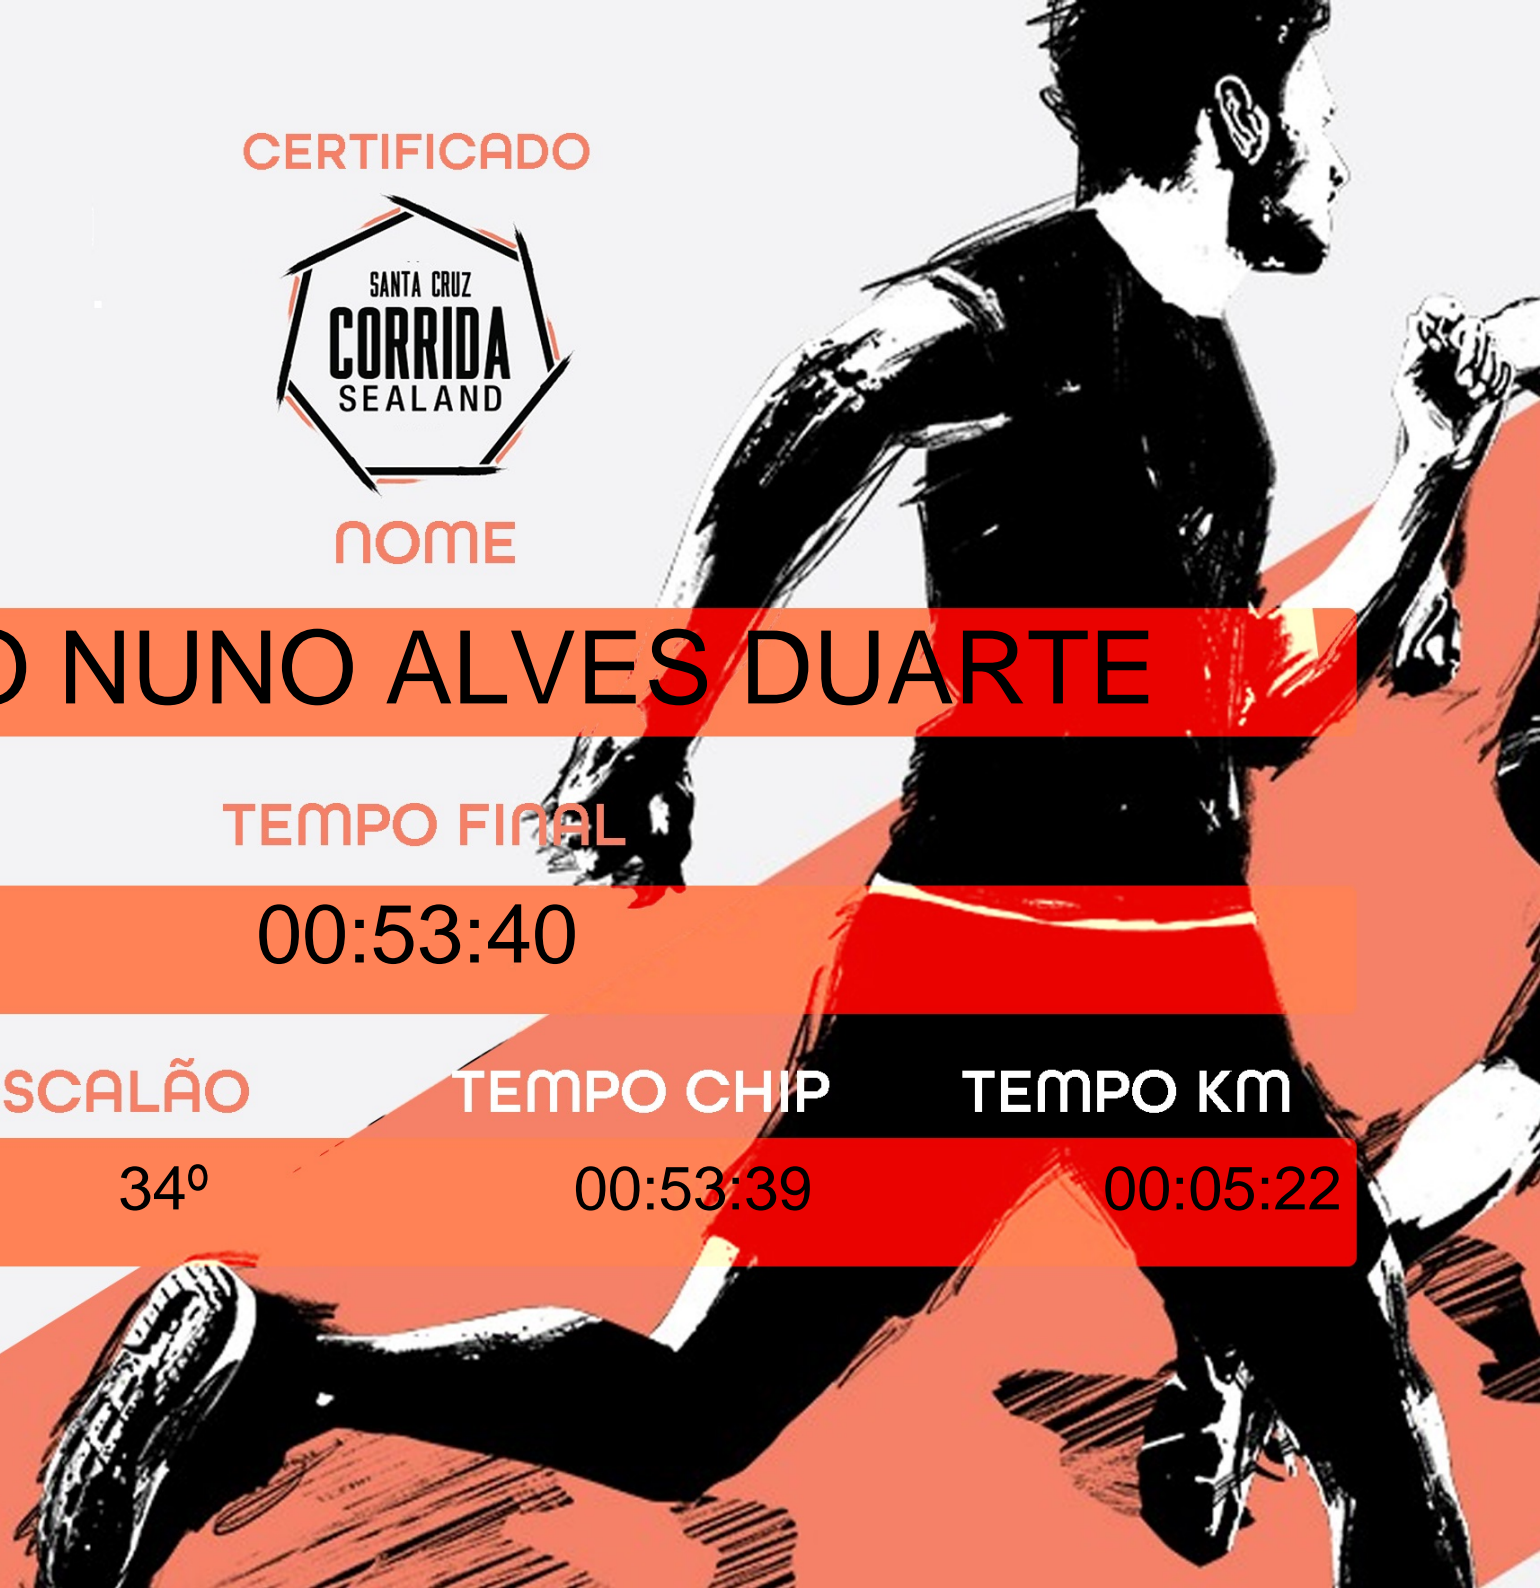 CERTIFICADO
SANTA CRUZ
CORRIDA
SEALAND
NOME
O NUNO ALVES DUARTE
TEMPO FINAL
00:53:40
SCALÃO TEMPO CHIP TEMPO KM
34º 00:53:39 00:05:22